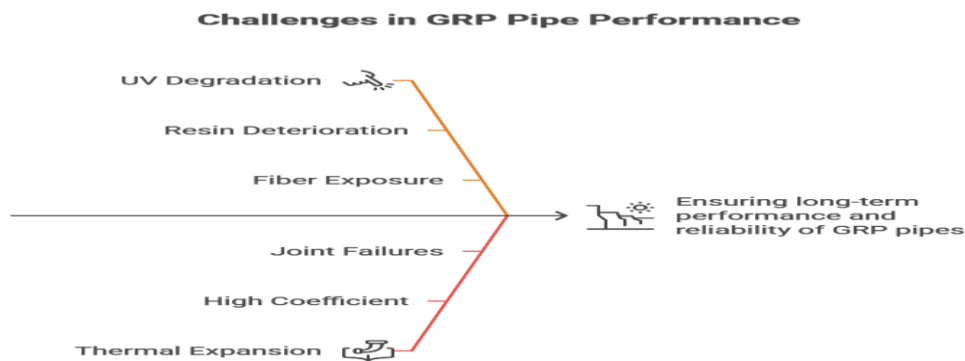 Challenges in GRP Pipe Performance
UV Degradation
Resin Deterioration
Fiber Exposure
Ensuring long-term
performance and
reliability of GRP pipes
Joint Failures
High Coefficient
Thermal Expansion